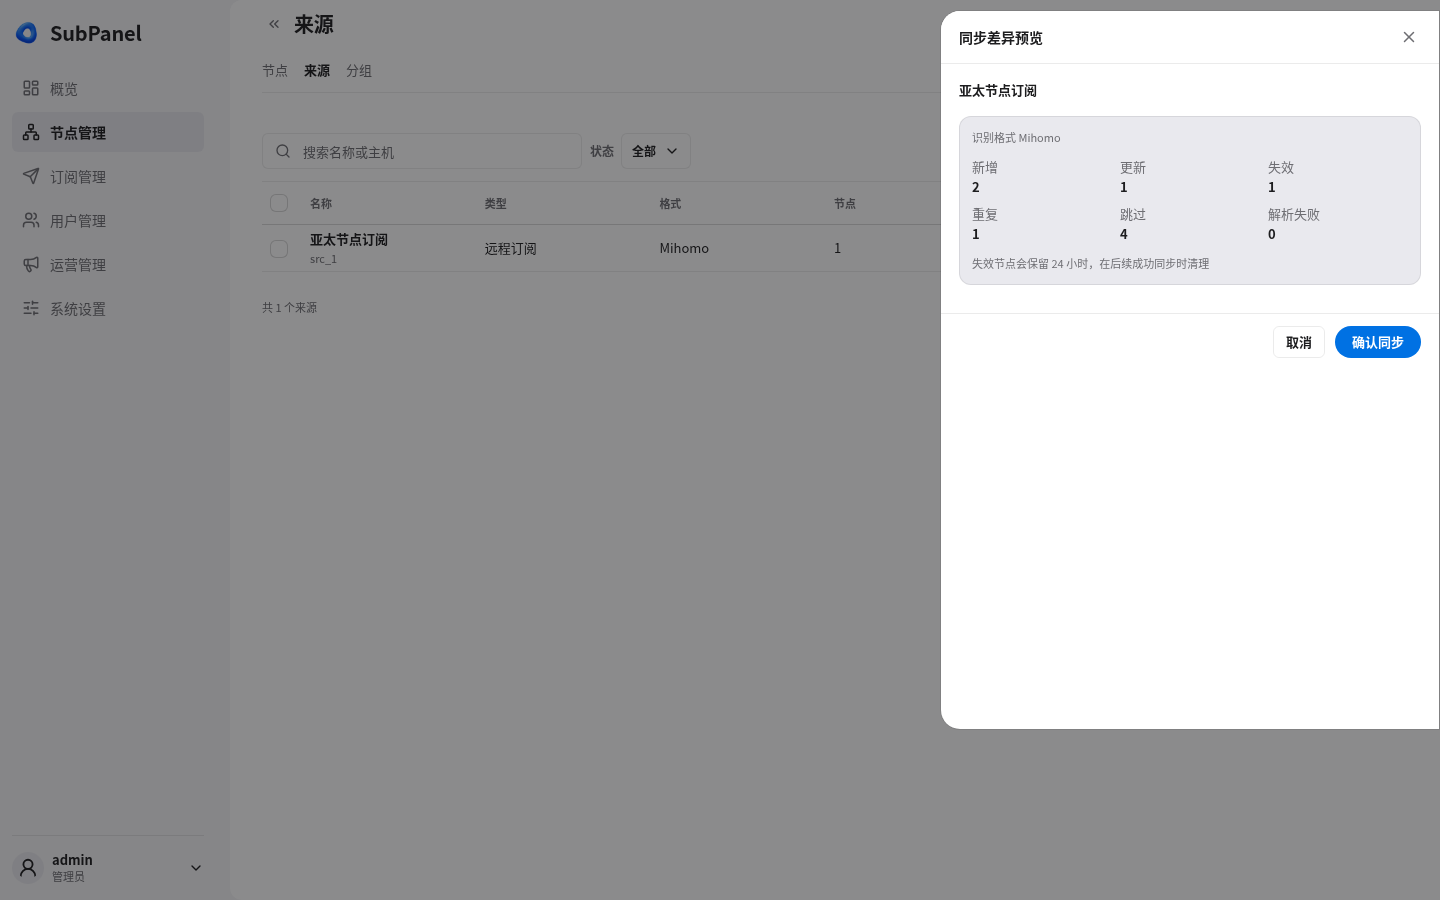 SubPanel
概览
节点管理
订阅管理
用户管理
运营管理
系统设置
admin
管理员
来源
节点 来源 分组
搜索名称或主机 状态 全部
名称 类型 格式 节点
亚太节点订阅 远程订阅 Mihomo 1
src_1
共 1 个来源
同步差异预览
亚太节点订阅
识别格式 Mihomo
新增 更新 失效
2 1 1
重复 跳过 解析失败
1 4 0
失效节点会保留 24 小时，在后续成功同步时清理
取消 确认同步